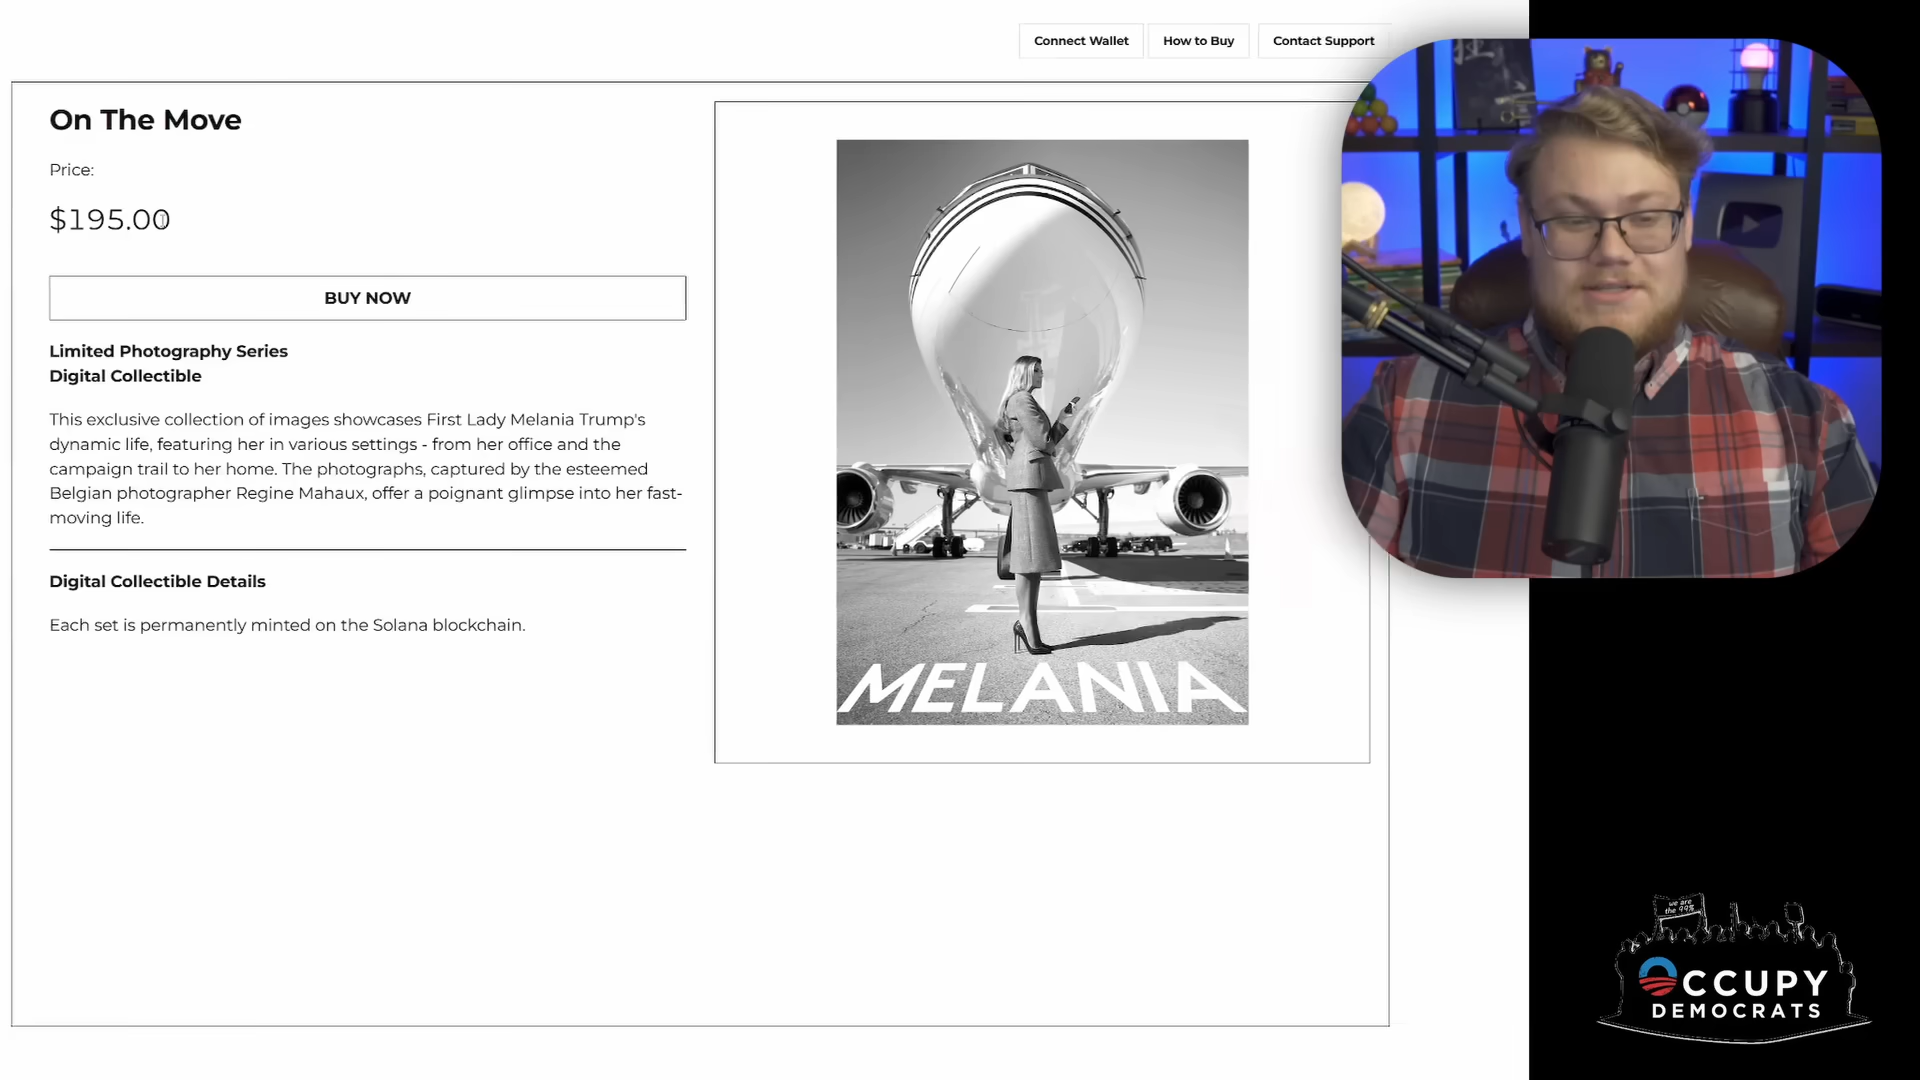 Connect Wallet
How to Buy
Contact Support
On The Move
Price:
$195.00
BUY NOW
Limited Photography Series
Digital Collectible
This exclusive collection of images showcases First Lady Melania Trump's
dynamic life, featuring her in various settings - from her office and the
campaign trail to her home. The photographs, captured by the esteemed
Belgian photographer Regine Mahaux, offer a poignant glimpse into her fast-
moving life.
Digital Collectible Details
Each set is permanently minted on the Solana blockchain.
MELANIA
we are
the 99%
OCCUPY
DEMOCRATS